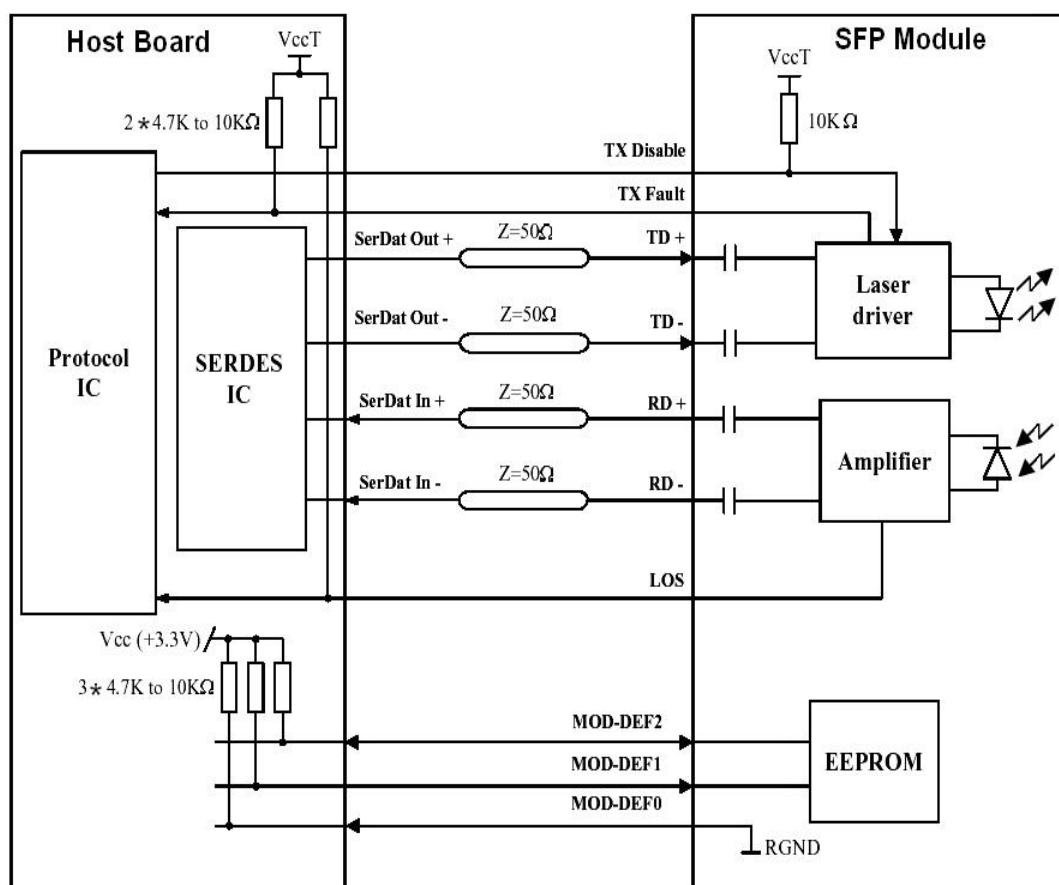 Host Board
SFP Module
VccT
VccT
2*4.7K to 10KΩ
10KΩ
TX Disable
TX Fault
SerDat Out +
Z=50Ω
TD +
Laser
driver
SerDat Out -
Z=50Ω
TD -
Protocol
IC
SERDES
IC
SerDat In +
Z=50Ω
RD +
Amplifier
SerDat In -
Z=50Ω
RD -
LOS
Vcc (+3.3V)
3*4.7K to 10KΩ
MOD-DEF2
EEPROM
MOD-DEF1
MOD-DEF0
RGND